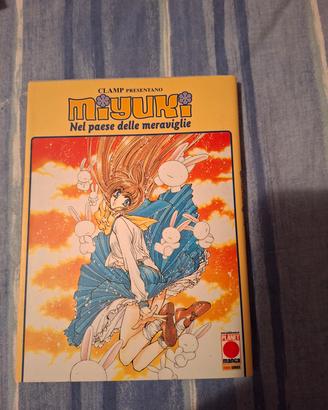 CLAMP PRESENTANO
miyuki
Nel paese delle meraviglie
PLANET
manga